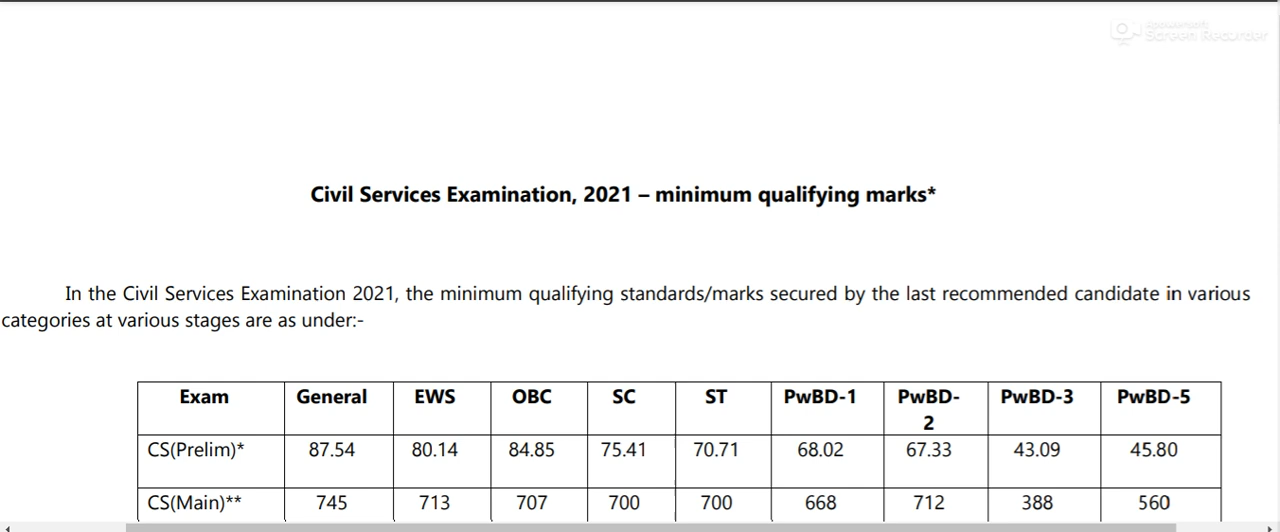 Apowersoft
Screen Recorder
Civil Services Examination, 2021 – minimum qualifying marks*
In the Civil Services Examination 2021, the minimum qualifying standards/marks secured by the last recommended candidate in various
categories at various stages are as under:-
Exam General EWS OBC SC ST PwBD-1 PwBD-2 PwBD-3 PwBD-5
CS(Prelim)* 87.54 80.14 84.85 75.41 70.71 68.02 67.33 43.09 45.80
CS(Main)** 745 713 707 700 700 668 712 388 560